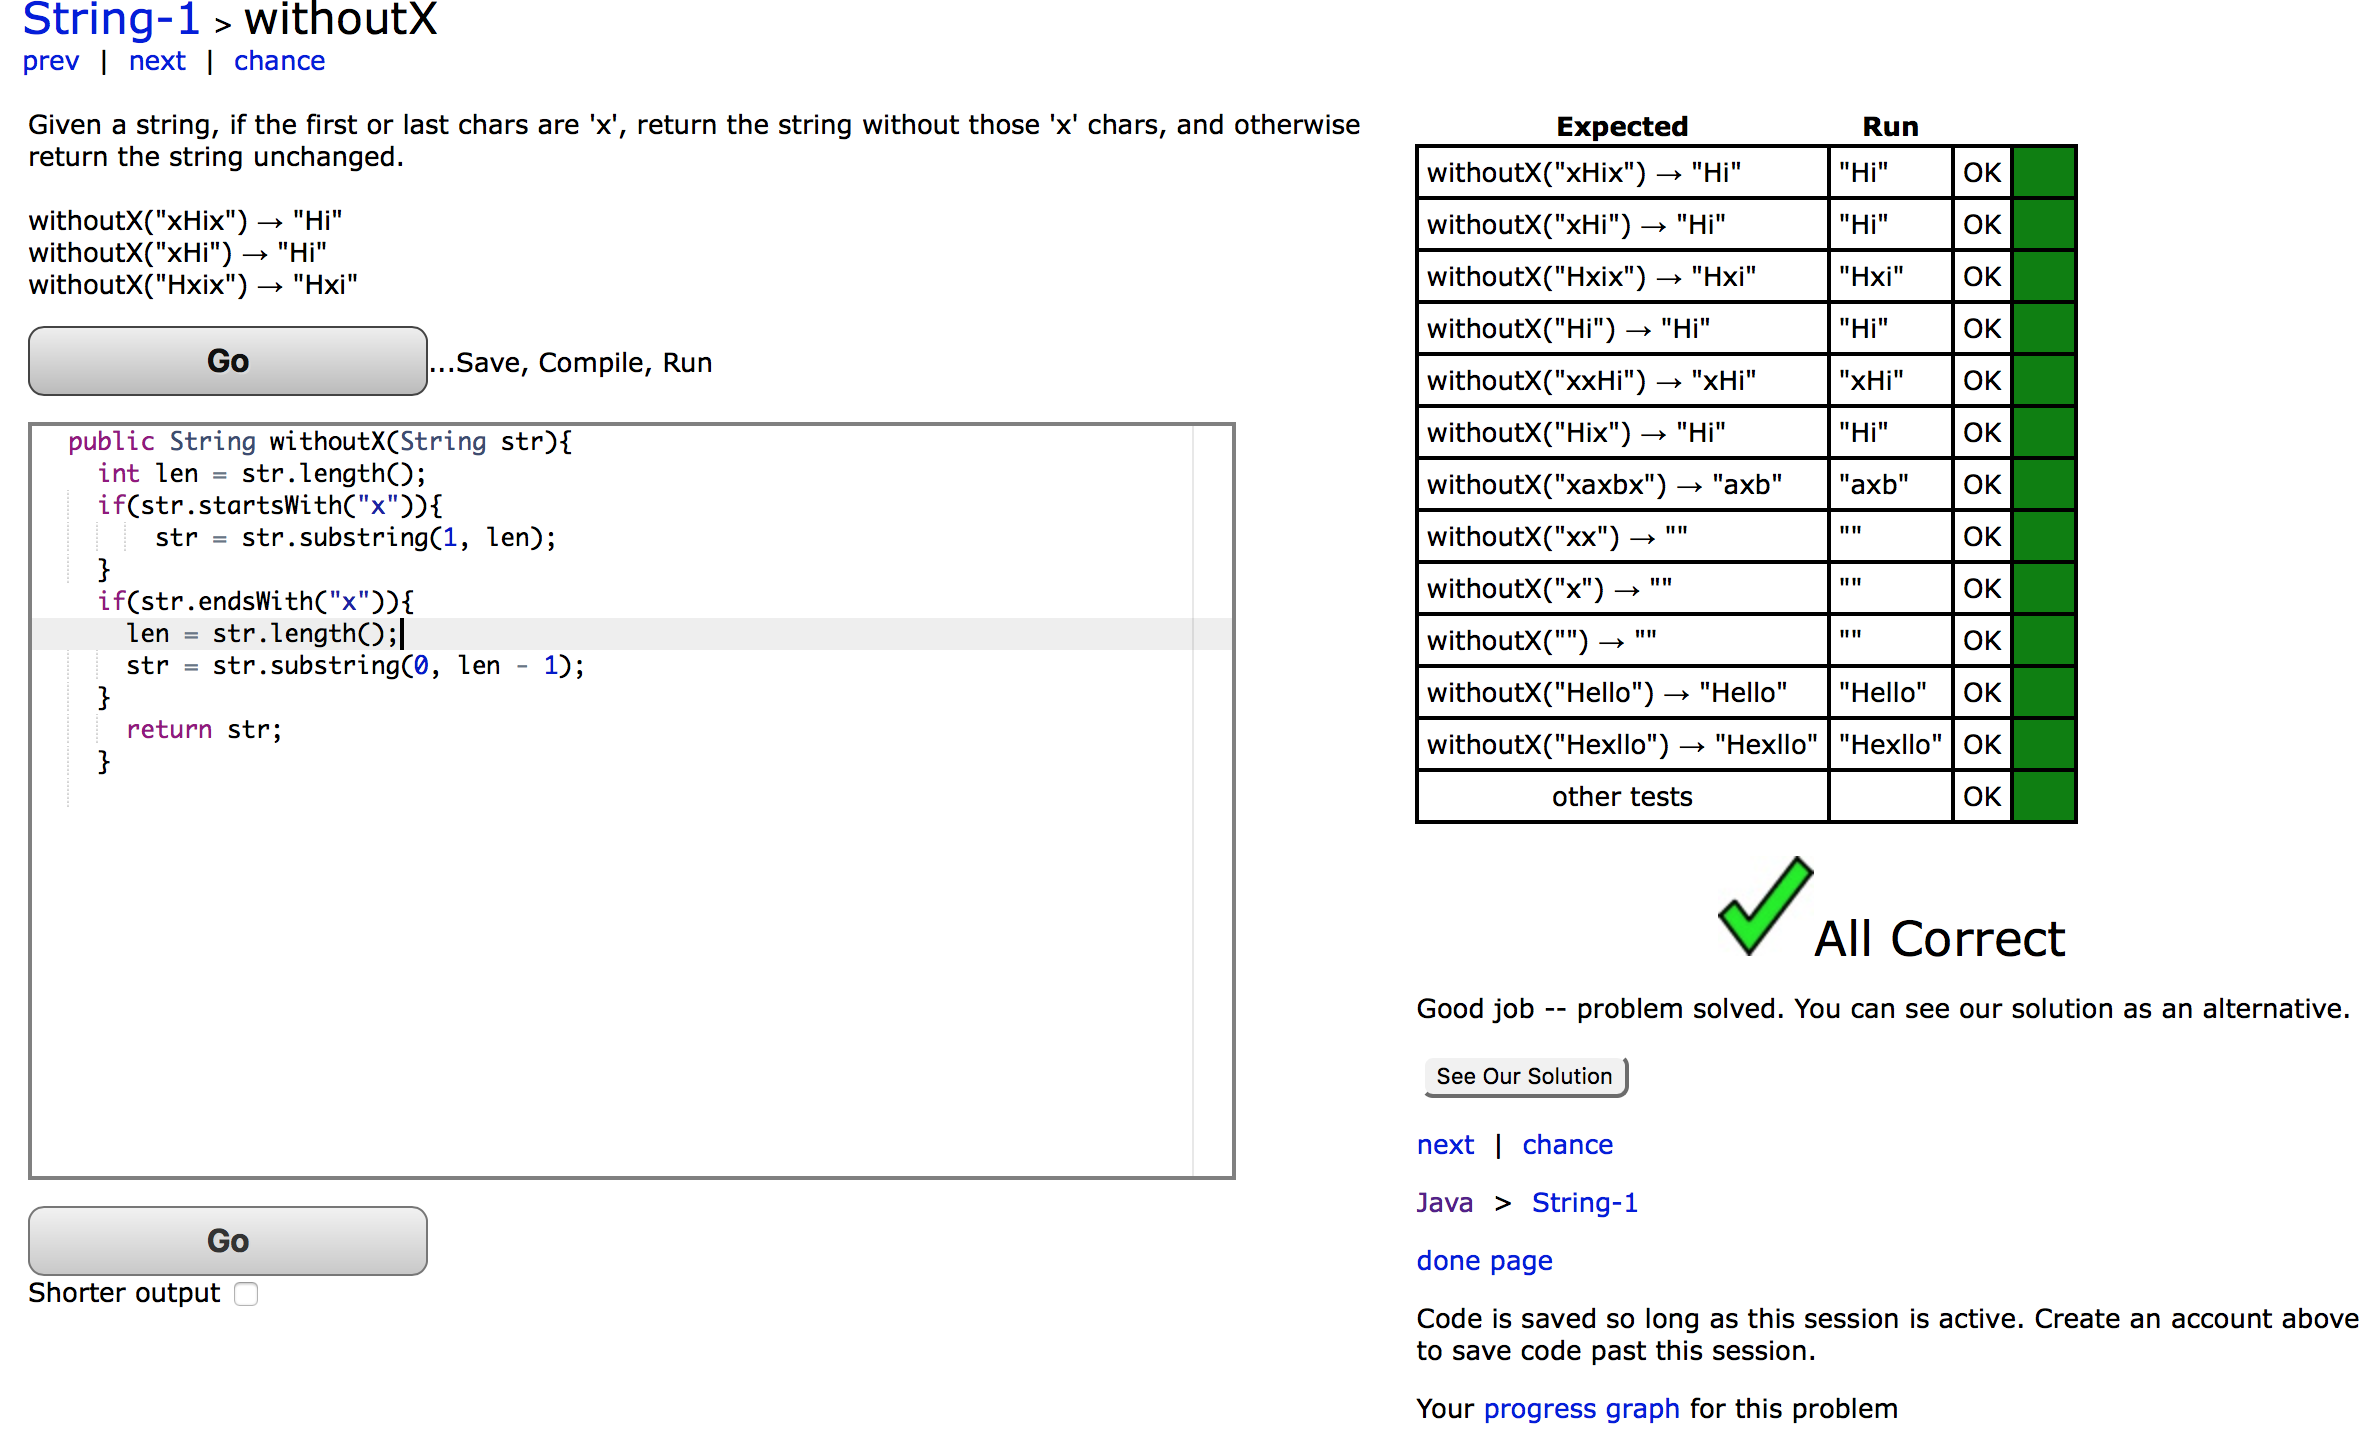 String-1 > withoutX
prev | next | chance
Given a string, if the first or last chars are 'x', return the string without those 'x' chars, and otherwise
return the string unchanged.
withoutX("xHix") → "Hi"
withoutX("xHi") → "Hi"
withoutX("Hxix") → "Hxi"
Go ...Save, Compile, Run
public String withoutX(String str){
int len = str.length();
if(str.startsWith("x")){
str = str.substring(1, len);
}
if(str.endsWith("x")){
len = str.length();
str = str.substring(0, len - 1);
}
return str;
}
Go
Shorter output
Expected Run
withoutX("xHix") → "Hi" "Hi" OK
withoutX("xHi") → "Hi" "Hi" OK
withoutX("Hxix") → "Hxi" "Hxi" OK
withoutX("Hi") → "Hi" "Hi" OK
withoutX("xxHi") → "xHi" "xHi" OK
withoutX("Hix") → "Hi" "Hi" OK
withoutX("xaxbx") → "axb" "axb" OK
withoutX("xx") → "" "" OK
withoutX("x") → "" "" OK
withoutX("") → "" "" OK
withoutX("Hello") → "Hello" "Hello" OK
withoutX("Hexllo") → "Hexllo" "Hexllo" OK
other tests OK
All Correct
Good job -- problem solved. You can see our solution as an alternative.
See Our Solution
next | chance
Java > String-1
done page
Code is saved so long as this session is active. Create an account above
to save code past this session.
Your progress graph for this problem